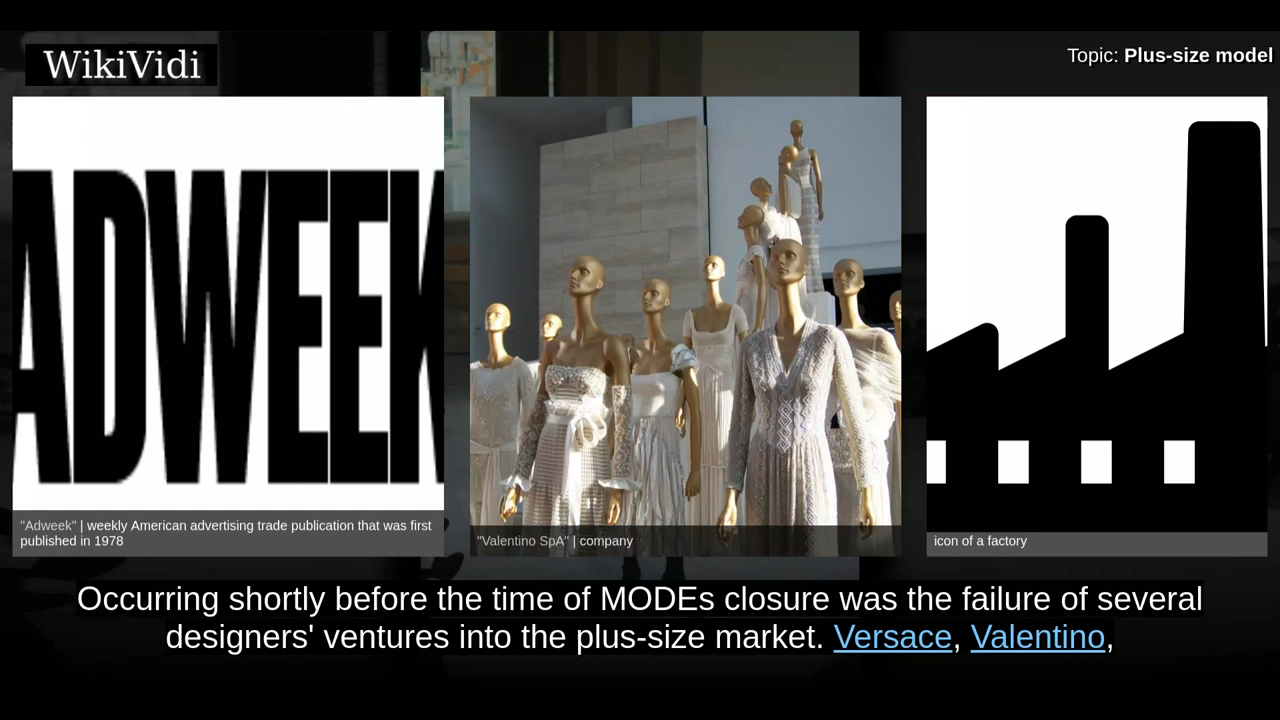 WikiVidi
Topic: Plus-size model
ADWEEK
"Adweek" | weekly American advertising trade publication that was first
published in 1978
"Valentino SpA" | company
icon of a factory
Occurring shortly before the time of MODEs closure was the failure of several
designers' ventures into the plus-size market. Versace, Valentino,